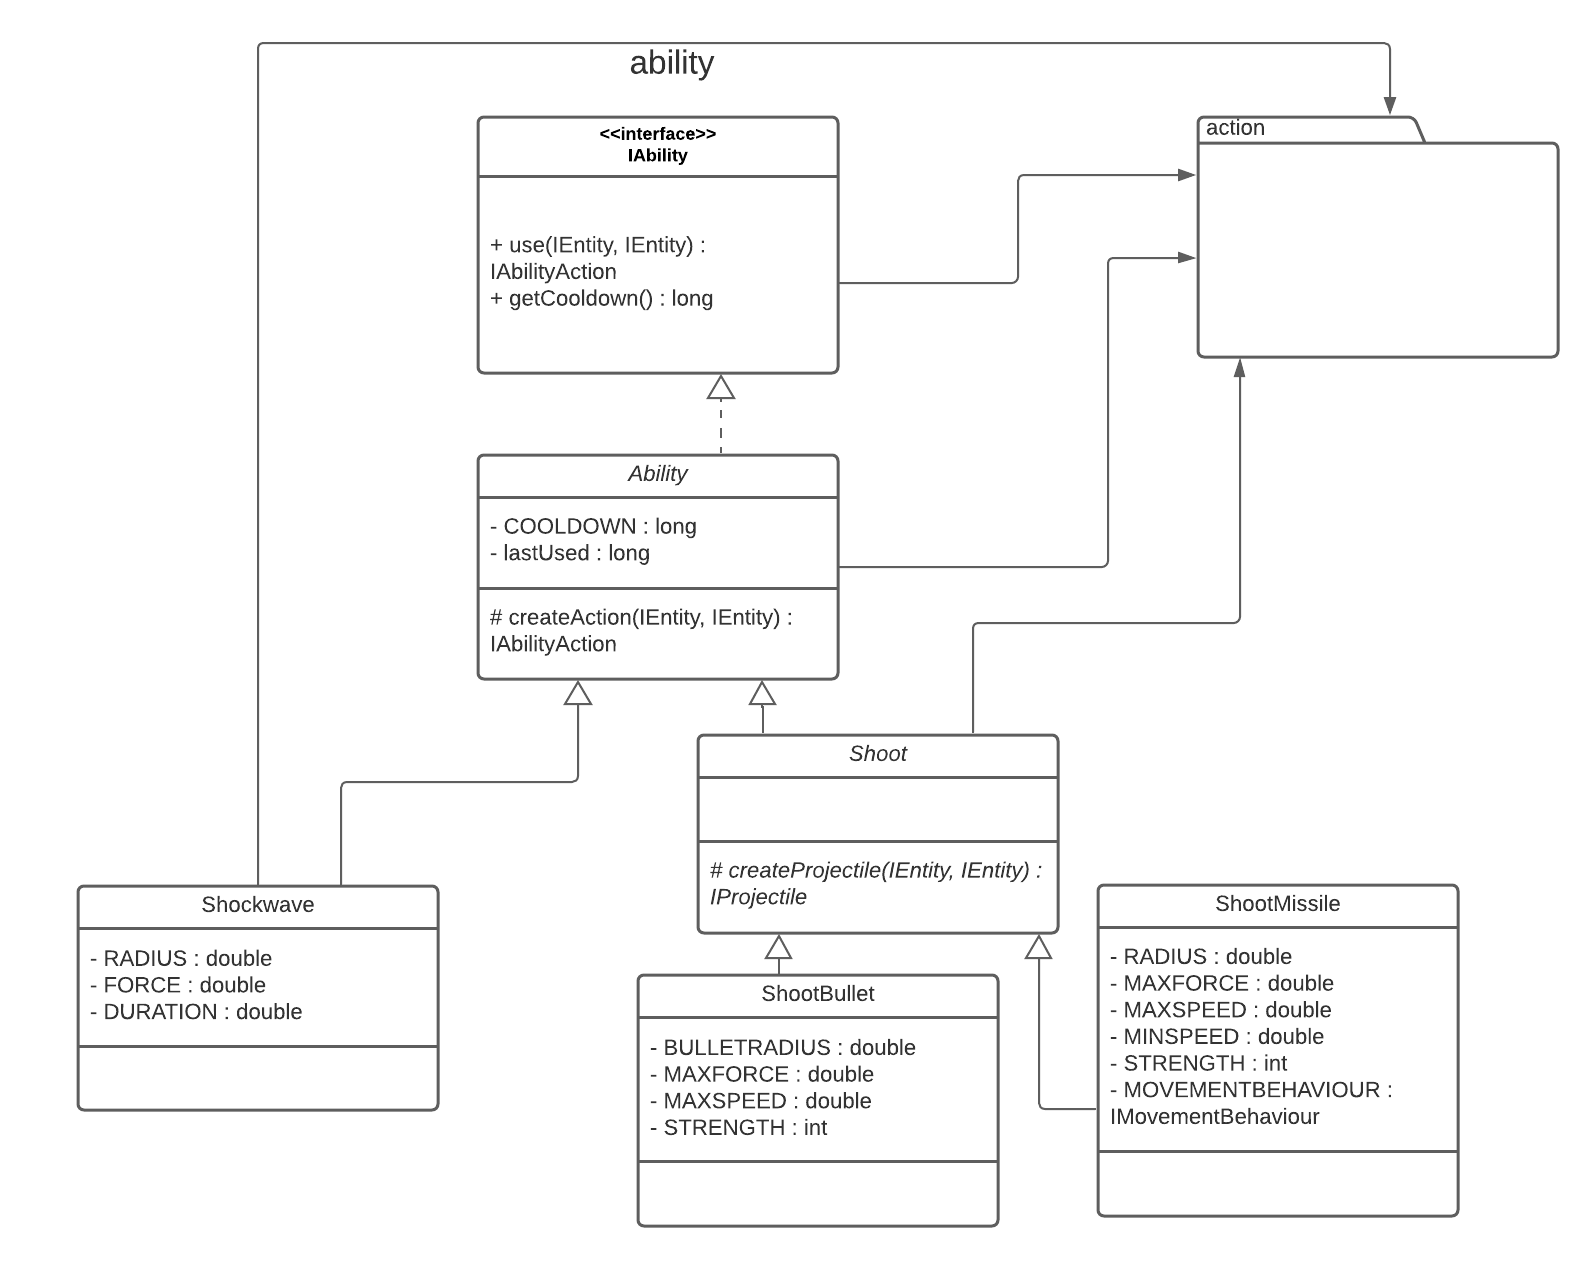 ability
<<interface>>
IAbility
+ use(IEntity, IEntity) :
IAbilityAction
+ getCooldown() : long
action
Ability
- COOLDOWN : long
- lastUsed : long
# createAction(IEntity, IEntity) :
IAbilityAction
Shoot
# createProjectile(IEntity, IEntity) :
IProjectile
Shockwave
- RADIUS : double
- FORCE : double
- DURATION : double
ShootBullet
- BULLETRADIUS : double
- MAXFORCE : double
- MAXSPEED : double
- STRENGTH : int
ShootMissile
- RADIUS : double
- MAXFORCE : double
- MAXSPEED : double
- MINSPEED : double
- STRENGTH : int
- MOVEMENTBEHAVIOUR :
IMovementBehaviour